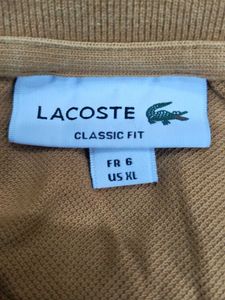 LACOSTE
CLASSIC FIT
FR 6
US XL